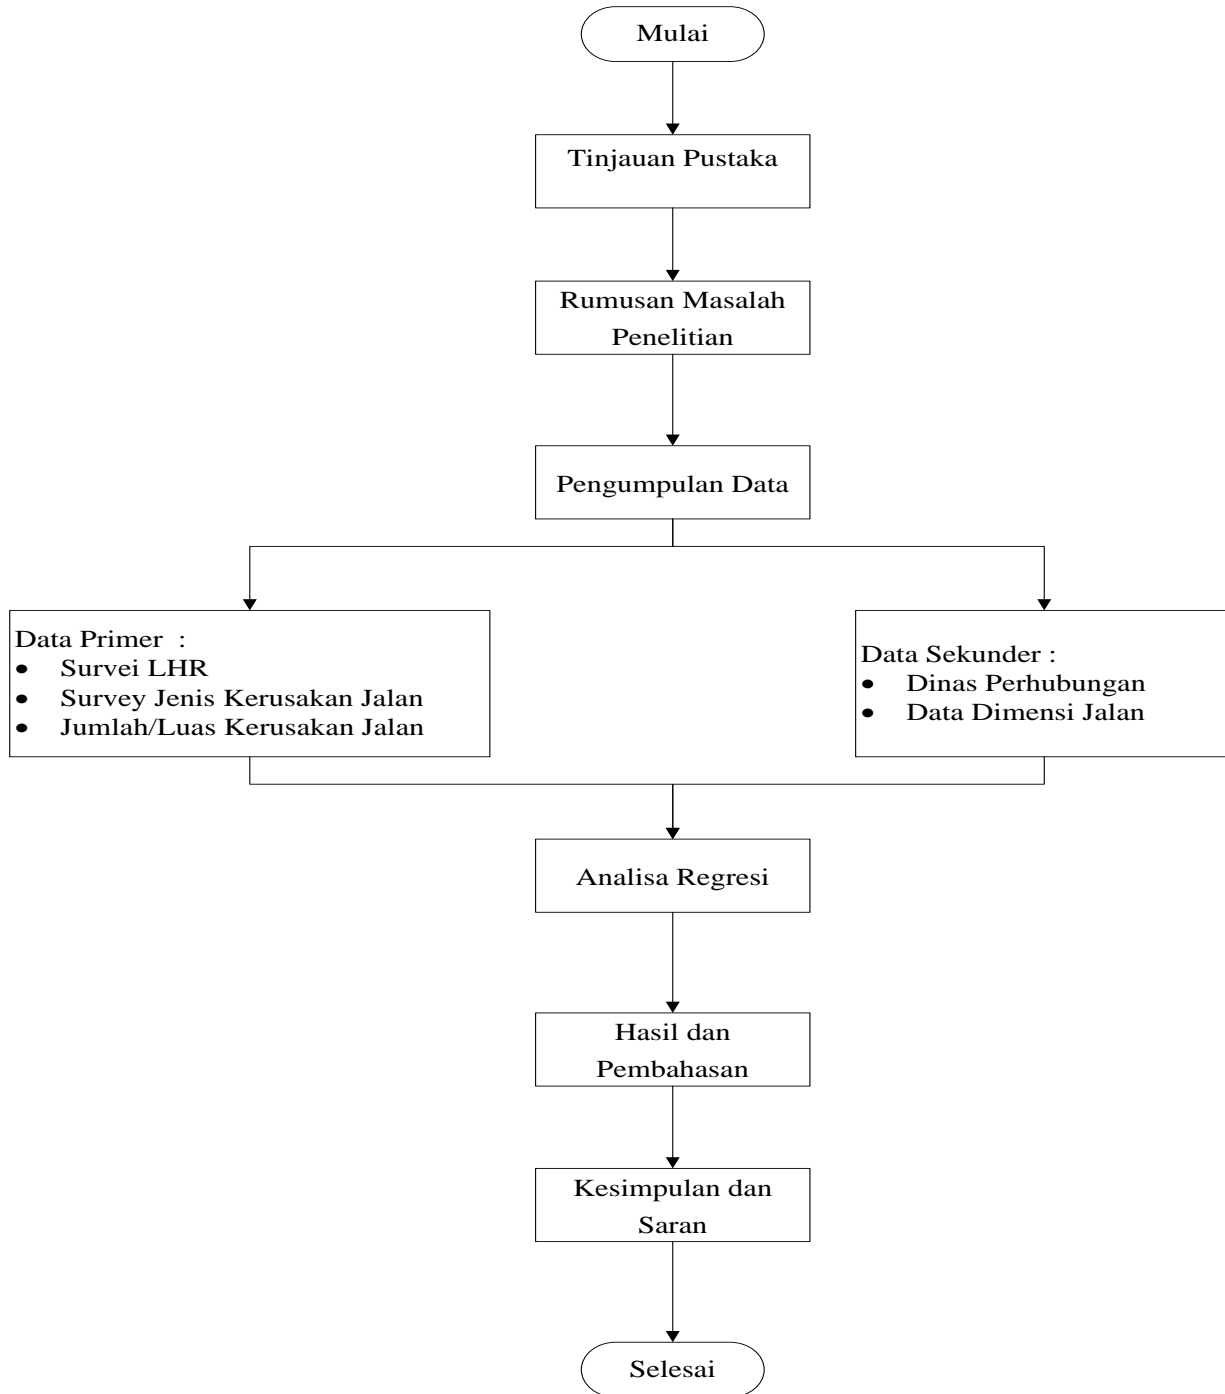 Mulai
Tinjauan Pustaka
Rumusan Masalah
Penelitian
Pengumpulan Data
Data Primer  :
• Survei LHR
• Survey Jenis Kerusakan Jalan
• Jumlah/Luas Kerusakan Jalan
Data Sekunder :
• Dinas Perhubungan
• Data Dimensi Jalan
Analisa Regresi
Hasil dan
Pembahasan
Kesimpulan dan
Saran
Selesai